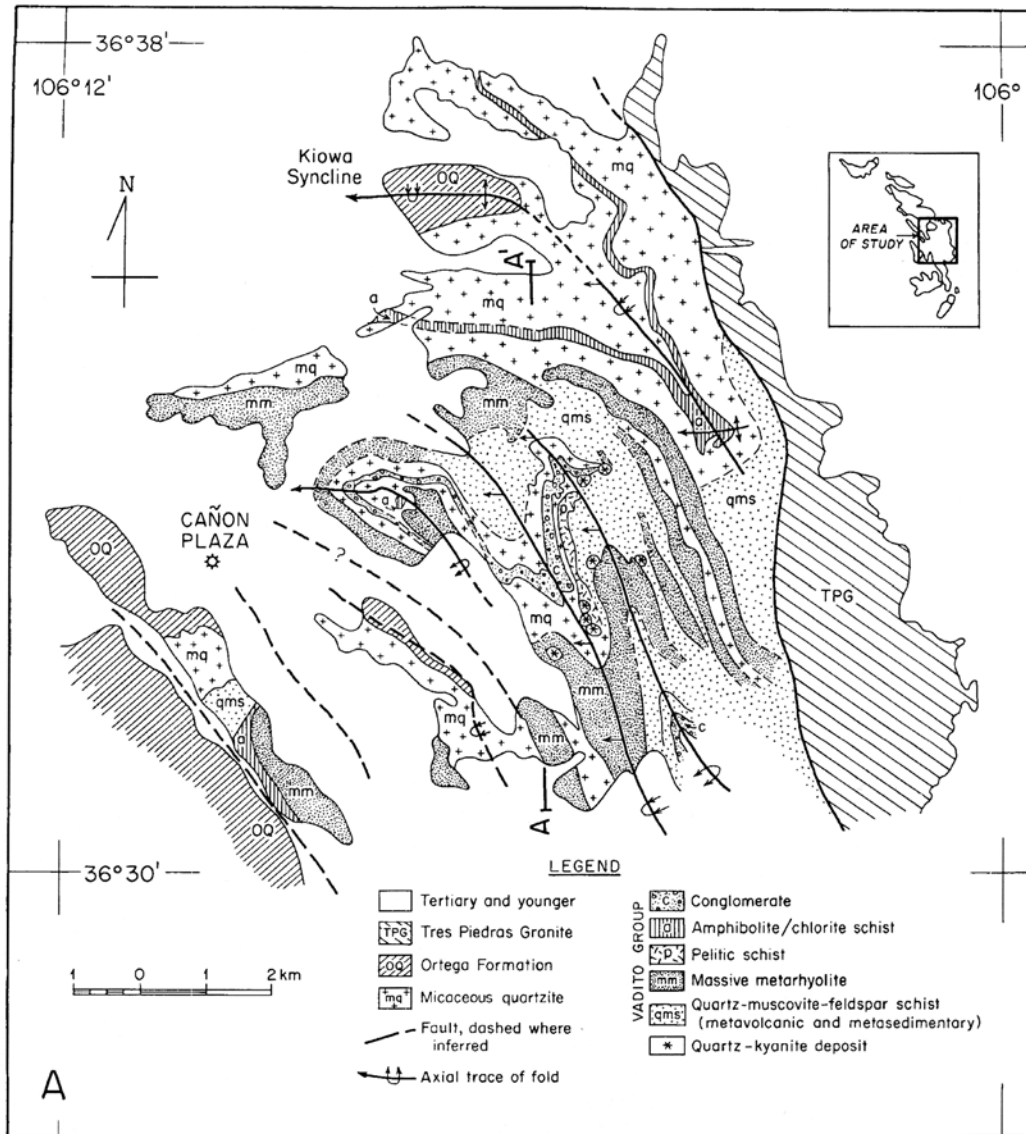 36°38'
106°12'
106°
Kiowa
Syncline
OQ
mq
N
AREA
OF STUDY
A'
mq
a
mq
mm
mm
qms
a
qms
a
p
c
CAÑON
PLAZA
OQ
?
TPG
mq
mq
qms
mm
a
mq
mm
c
mm
OQ
A
36°30'
LEGEND
Tertiary and younger
TPG Tres Piedras Granite
OQ Ortega Formation
mq Micaceous quartzite
Fault, dashed where
inferred
Axial trace of fold
VADITO GROUP
c Conglomerate
a Amphibolite/chlorite schist
p Pelitic schist
mm Massive metarhyolite
qms Quartz-muscovite-feldspar schist
(metavolcanic and metasedimentary)
* Quartz-kyanite deposit
1 0 1 2 km
A